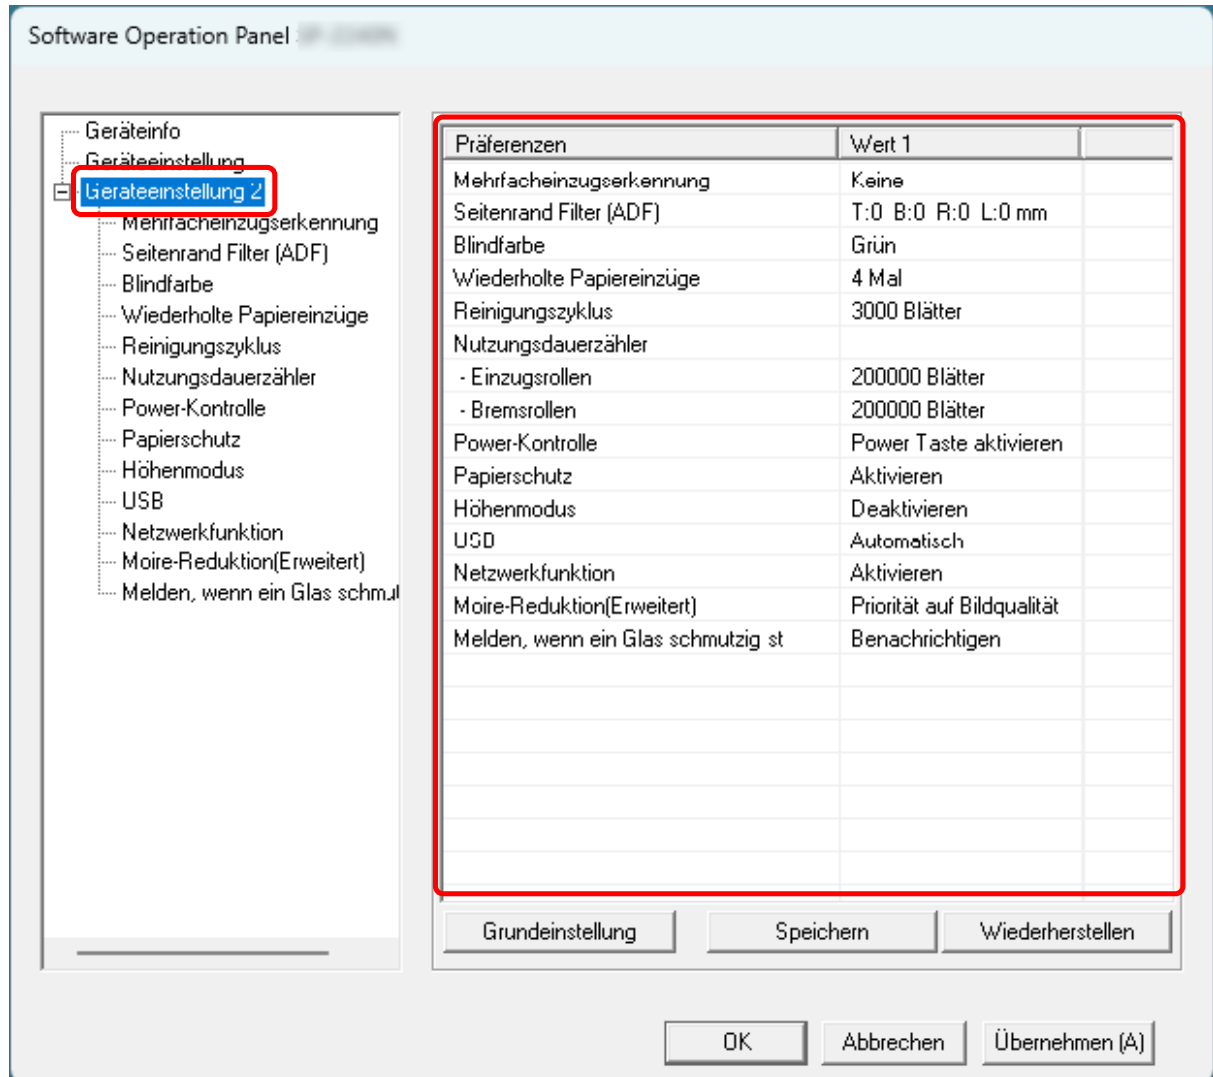 Software Operation Panel
Geräteinfo
Geräteeinstellung
Geräteeinstellung 2
Mehrfacheinzugserkennung
Seitenrand Filter (ADF)
Blindfarbe
Wiederholte Papiereinzüge
Reinigungszyklus
Nutzungsdauerzähler
Power-Kontrolle
Papierschutz
Höhenmodus
USB
Netzwerkfunktion
Moire-Reduktion(Erweitert)
Melden, wenn ein Glas
Präferenzen Wert 1
Mehrfacheinzugserkennung Keine
Seitenrand Filter (ADF) T:0 B:0 R:0 L:0 mm
Blindfarbe Grün
Wiederholte Papiereinzüge 4 Mal
Reinigungszyklus 3000 Blätter
Nutzungsdauerzähler
- Einzugsrollen 200000 Blätter
- Bremsrollen 200000 Blätter
Power-Kontrolle Power Taste aktivieren
Papierschutz Aktivieren
Höhenmodus Deaktivieren
USB Automatisch
Netzwerkfunktion Aktivieren
Moire-Reduktion(Erweitert) Priorität auf Bildqualität
Melden, wenn ein Glas schmutzig st Benachrichtigen
Grundeinstellung Speichern Wiederherstellen
OK Abbrechen Übernehmen (A)